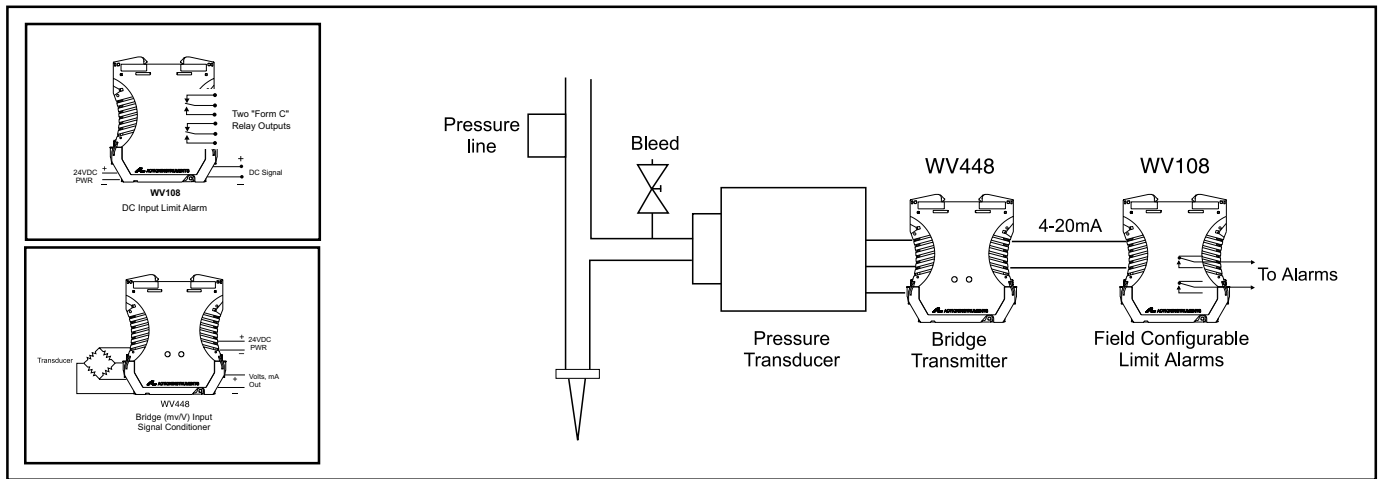 Two "Form C"
Relay Outputs
+
24VDC
PWR
−
+
DC Signal
−
WV108
DC Input Limit Alarm
Transducer
+
24VDC
PWR
−
Volts, mA
+
Out
−
WV448
Bridge (mv/V) Input
Signal Conditioner
Pressure
line
Bleed
WV448
WV108
4-20mA
To Alarms
Pressure
Transducer
Bridge
Transmitter
Field Configurable
Limit Alarms